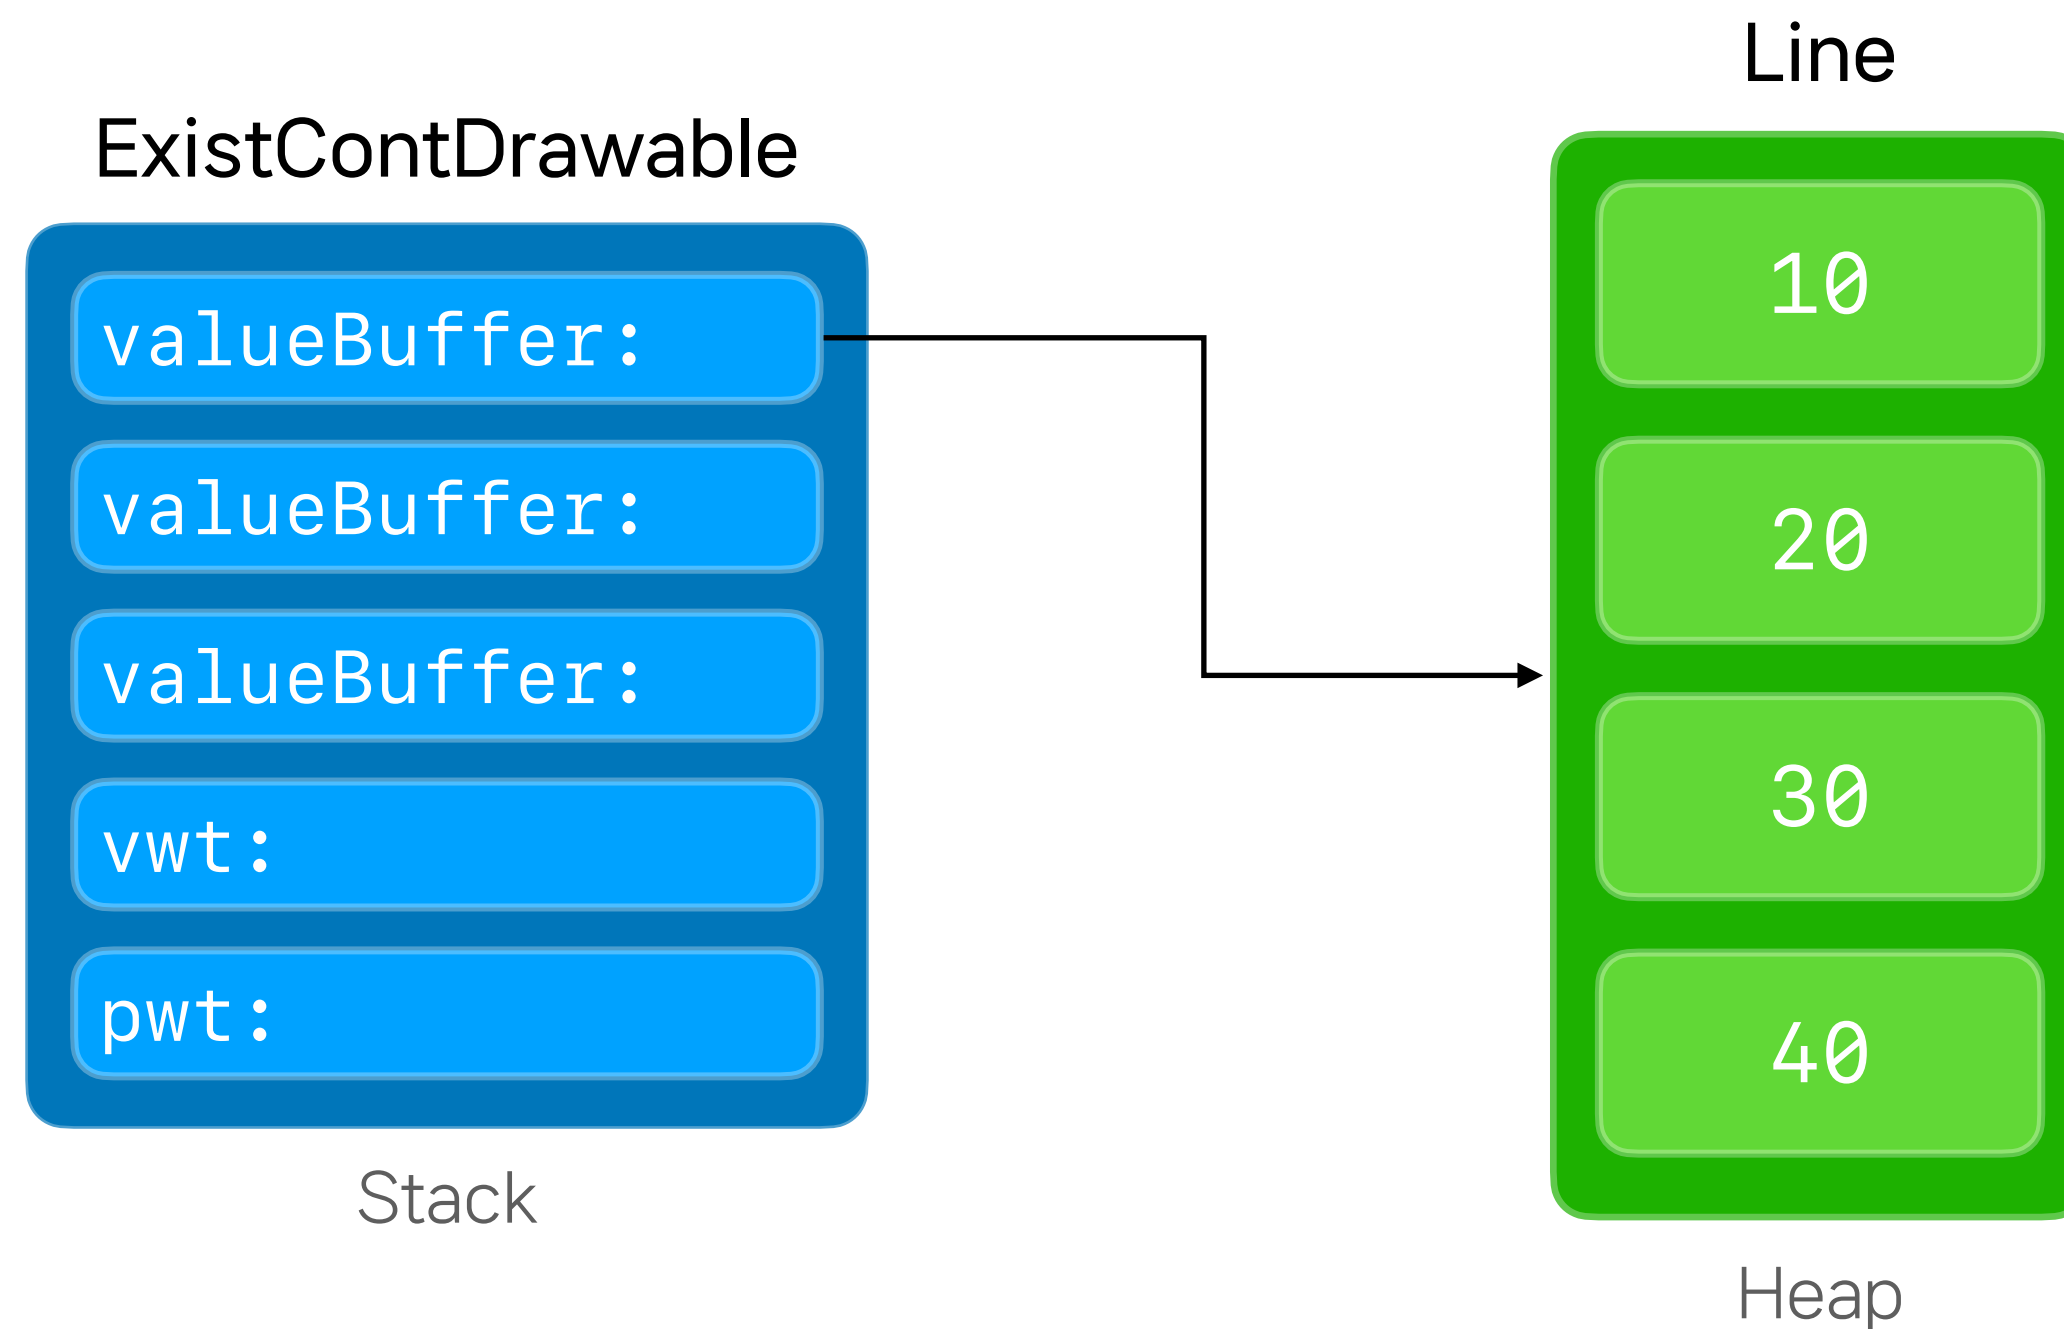 ExistContDrawable
valueBuffer:
valueBuffer:
valueBuffer:
vwt:
pwt:
Stack
Line
10
20
30
40
Heap